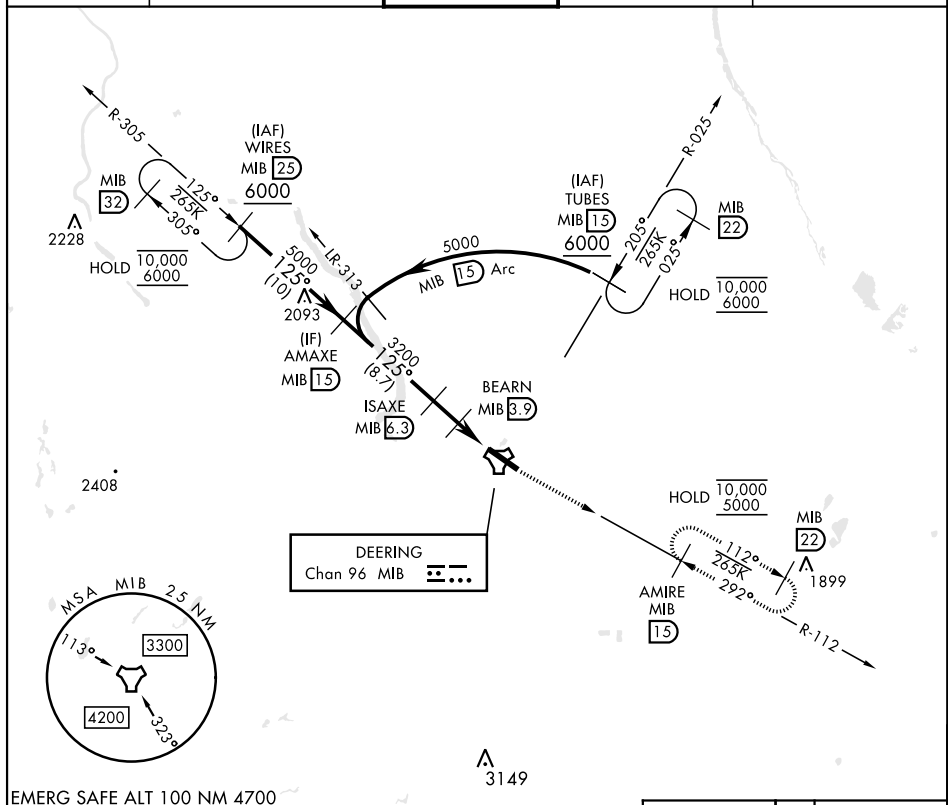 R-305
(IAF)
WIRES
MIB 25
6000
MIB
32
125°
265K
305°
2228
HOLD 10,000
6000
5000
125°
(10)
2093
LR-313
(IF)
AMAXE
MIB 15
5000
MIB 15 Arc
(IAF)
TUBES
MIB 15
6000
R-025
205°
265K
025°
MIB
22
HOLD 10,000
6000
3200
125°
(8.7)
ISAXE
MIB 6.3
BEARN
MIB 3.9
2408
DEERING
Chan 96 MIB
HOLD 10,000
5000
MIB
22
1899
112°
265K
292°
AMIRE
MIB
15
R-112
MSA MIB 25 NM
113°
3300
4200
323°
3149
EMERG SAFE ALT 100 NM 4700